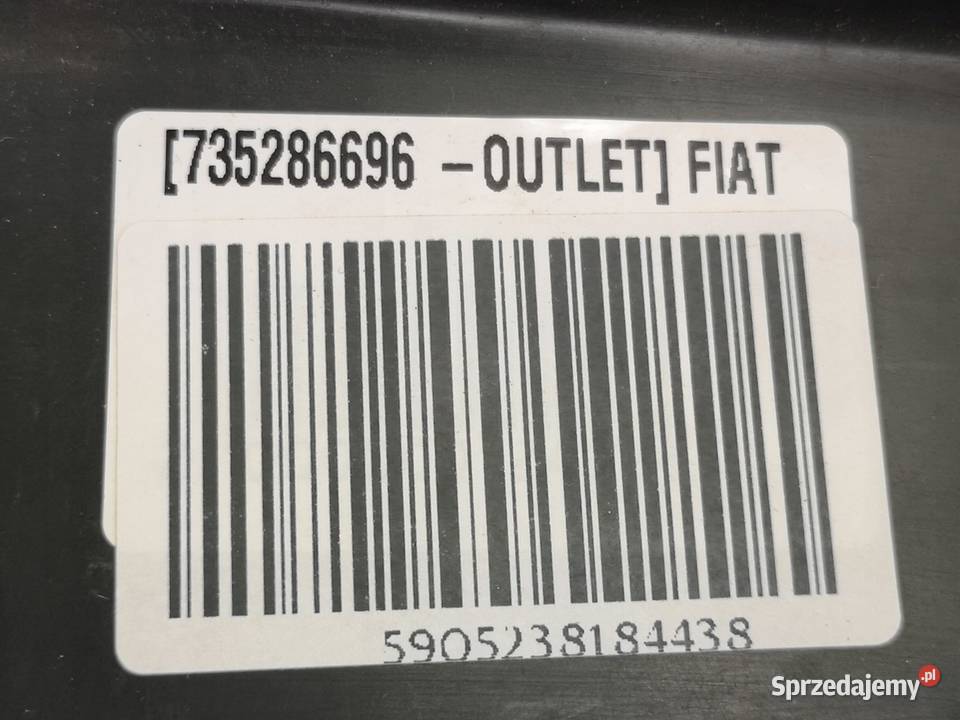 [735286696 -OUTLET] FIAT
5905238184438
Sprzedajemy.pl